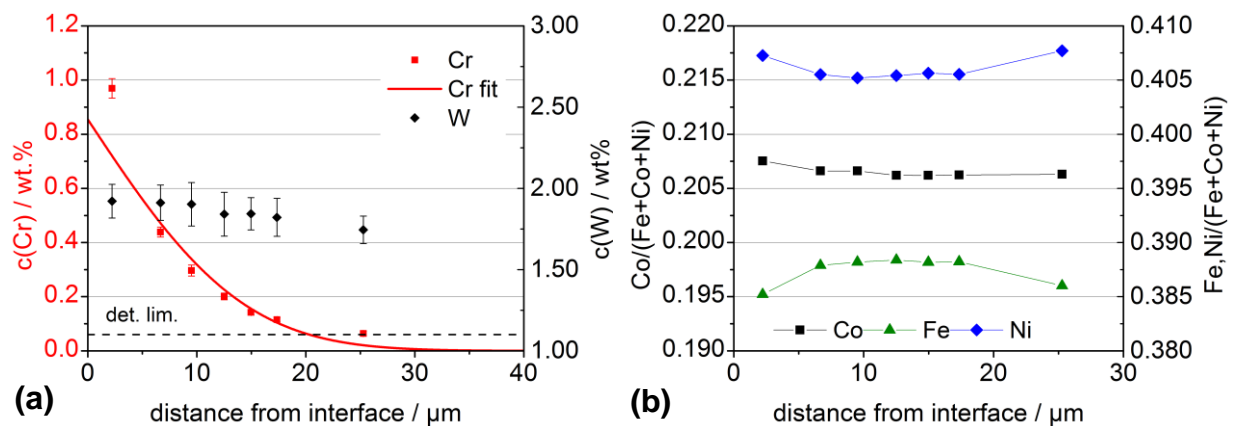 1.2
1.0
0.8
0.6
0.4
0.2
0.0
c(Cr) / wt.%
Cr
Cr fit
W
det. lim.
3.00
2.50
2.00
1.50
1.00
c(W) / wt%
0 10 20 30 40
distance from interface / µm
(a)
0.220
0.215
0.210
0.205
0.200
0.195
0.190
Co/(Fe+Co+Ni)
Co Fe Ni
0.410
0.405
0.400
0.395
0.390
0.385
0.380
Fe,Ni/(Fe+Co+Ni)
0 10 20 30
distance from interface / µm
(b)